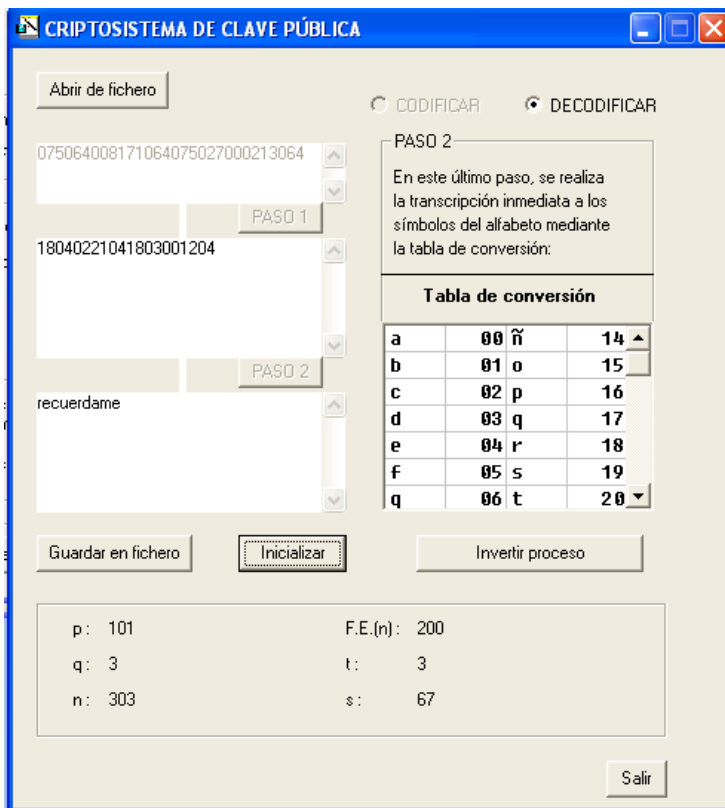 CRIPTOSISTEMA DE CLAVE PÚBLICA
Abrir de fichero
CODIFICAR
DECODIFICAR
075064008171064075027000213064
PASO 1
18040221041803001204
PASO 2
recuerdame
PASO 2
En este último paso, se realiza
la transcripción inmediata a los
símbolos del alfabeto mediante
la tabla de conversión:
Tabla de conversión
a 00 ñ 14
b 01 o 15
c 02 p 16
d 03 q 17
e 04 r 18
f 05 s 19
g 06 t 20
Guardar en fichero
Inicializar
Invertir proceso
p: 101 F.E.(n): 200
q: 3 t: 3
n: 303 s: 67
Salir